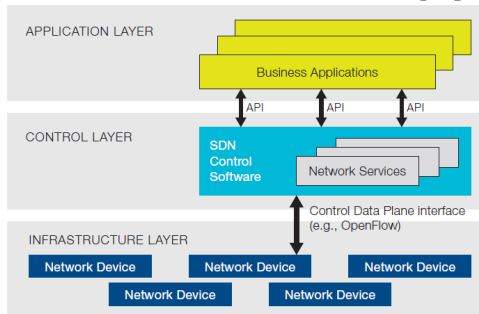 APPLICATION LAYER
Business Applications
API
API
API
CONTROL LAYER
SDN
Control
Software
Network Services
Control Data Plane interface
(e.g., OpenFlow)
INFRASTRUCTURE LAYER
Network Device
Network Device
Network Device
Network Device
Network Device